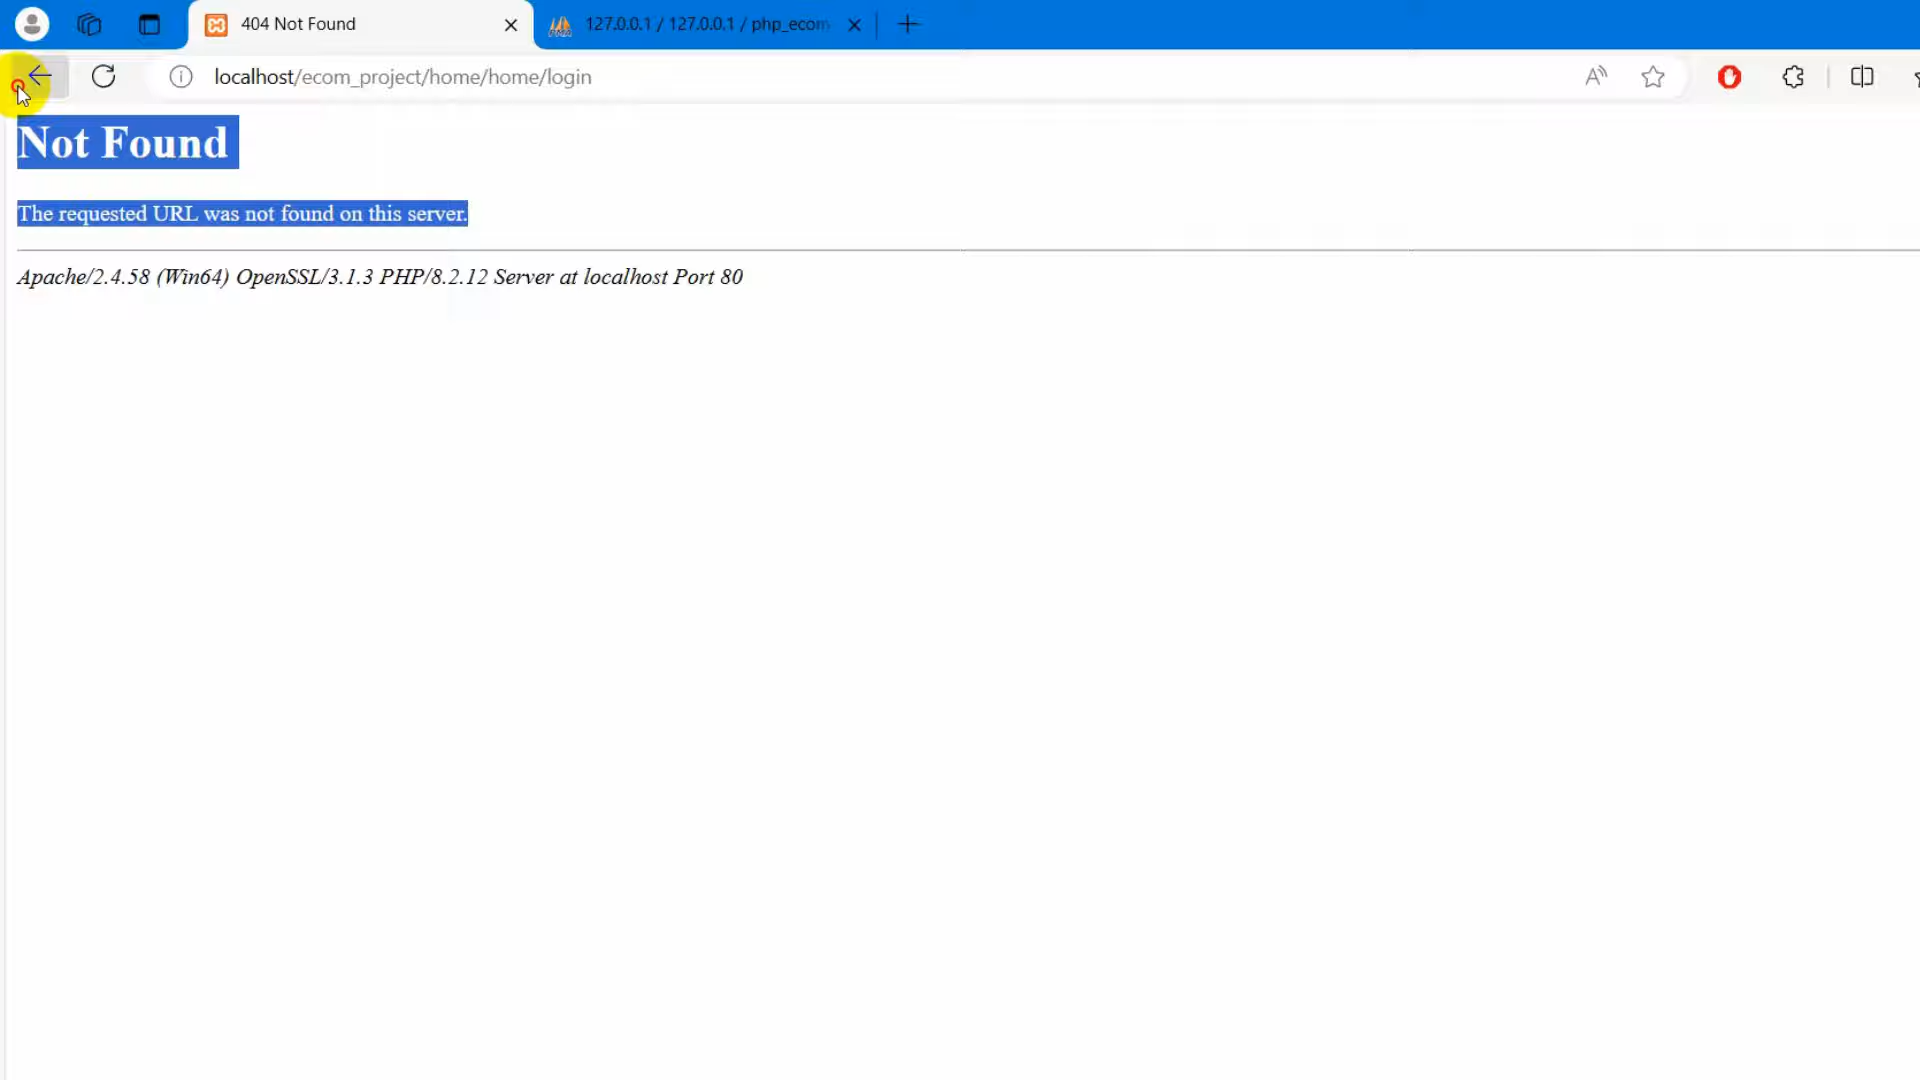 404 Not Found
127.0.0.1 / 127.0.0.1 / php_ecom
localhost/ecom_project/home/home/login
Not Found
The requested URL was not found on this server.
Apache/2.4.58 (Win64) OpenSSL/3.1.3 PHP/8.2.12 Server at localhost Port 80